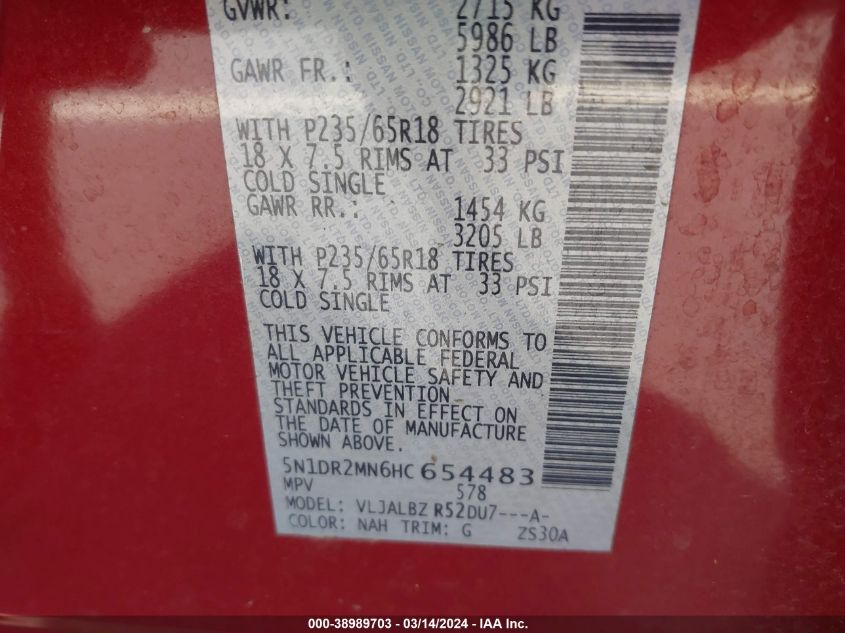 GVWR: 2715 KG
5986 LB
GAWR FR.: 1325 KG
2921 LB
WITH P235/65R18 TIRES
18 X 7.5 RIMS AT 33 PSI
COLD SINGLE
GAWR RR.: 1454 KG
3205 LB
WITH P235/65R18 TIRES
18 X 7.5 RIMS AT 33 PSI
COLD SINGLE
THIS VEHICLE CONFORMS TO
ALL APPLICABLE FEDERAL
MOTOR VEHICLE SAFETY AND
THEFT PREVENTION
STANDARDS IN EFFECT ON
THE DATE OF MANUFACTURE
SHOWN ABOVE.
5N1DR2MN6HC 654483
MPV 578
MODEL: VLJALBZ R52DU7---A-
COLOR: NAH TRIM: G ZS30A
000-38989703 - 03/14/2024 - IAA Inc.